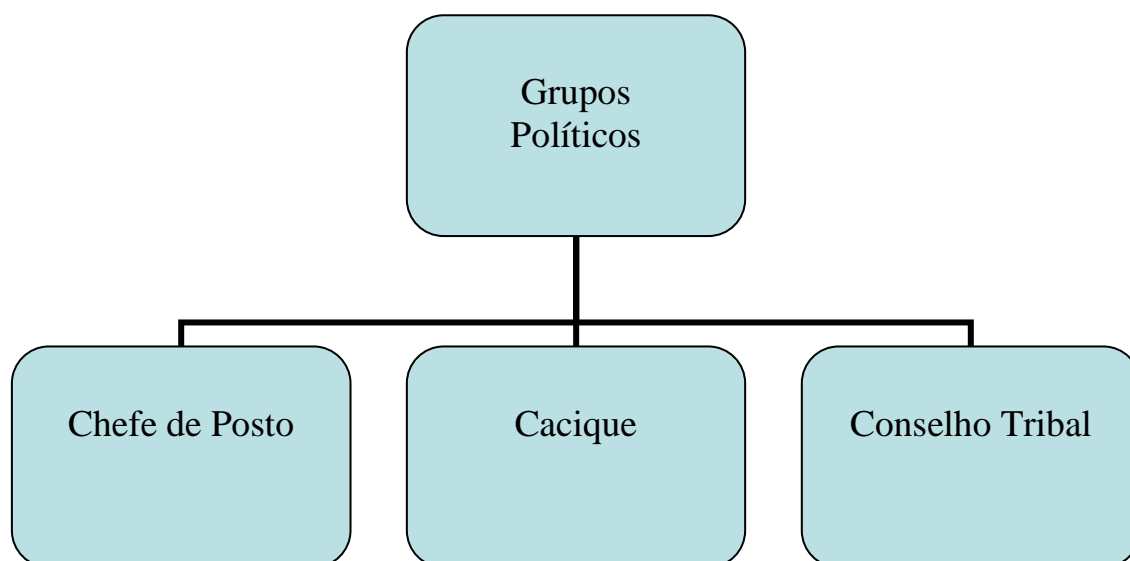 Grupos
Políticos
Chefe de Posto
Cacique
Conselho Tribal